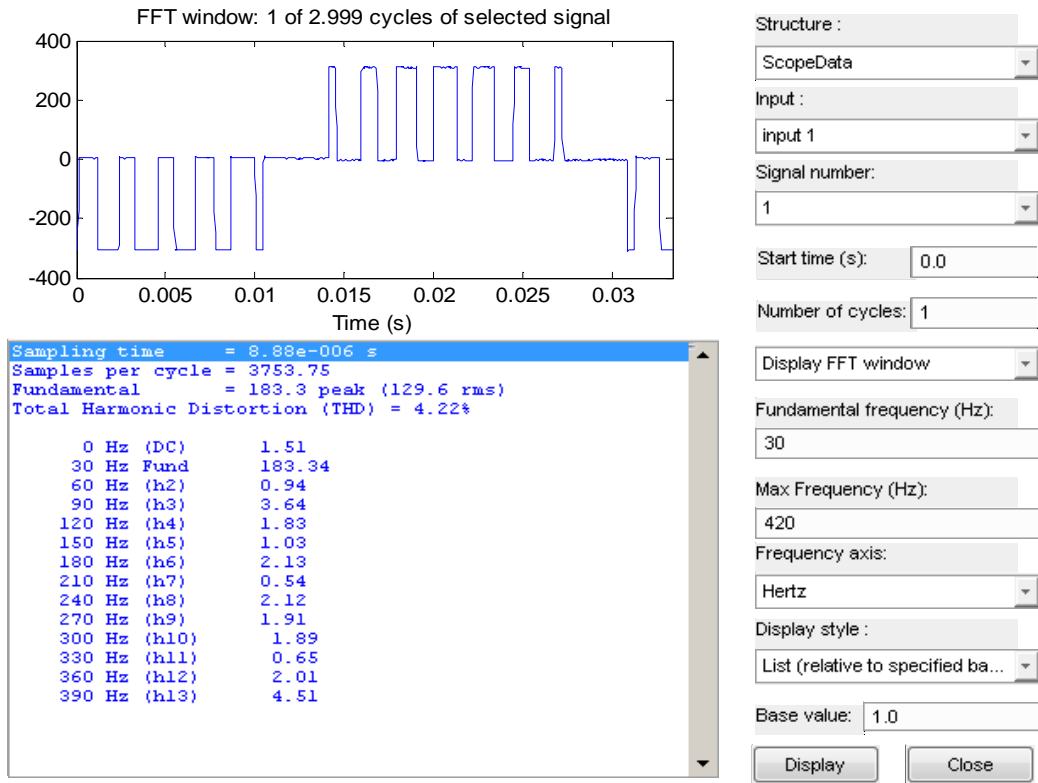 FFT window: 1 of 2.999 cycles of selected signal
400
200
0
-200
-400
0 0.005 0.01 0.015 0.02 0.025 0.03
Time (s)
Sampling time = 8.88e-006 s
Samples per cycle = 3753.75
Fundamental = 183.3 peak (129.6 rms)
Total Harmonic Distortion (THD) = 4.22%
0 Hz (DC) 1.51
30 Hz Fund 183.34
60 Hz (h2) 0.94
90 Hz (h3) 3.64
120 Hz (h4) 1.83
150 Hz (h5) 1.03
180 Hz (h6) 2.13
210 Hz (h7) 0.54
240 Hz (h8) 2.12
270 Hz (h9) 1.91
300 Hz (h10) 1.89
330 Hz (h11) 0.65
360 Hz (h12) 2.01
390 Hz (h13) 4.51
Structure :
ScopeData
Input :
input 1
Signal number:
1
Start time (s): 0.0
Number of cycles: 1
Display FFT window
Fundamental frequency (Hz):
30
Max Frequency (Hz):
420
Frequency axis:
Hertz
Display style :
List (relative to specified ba...
Base value: 1.0
Display Close